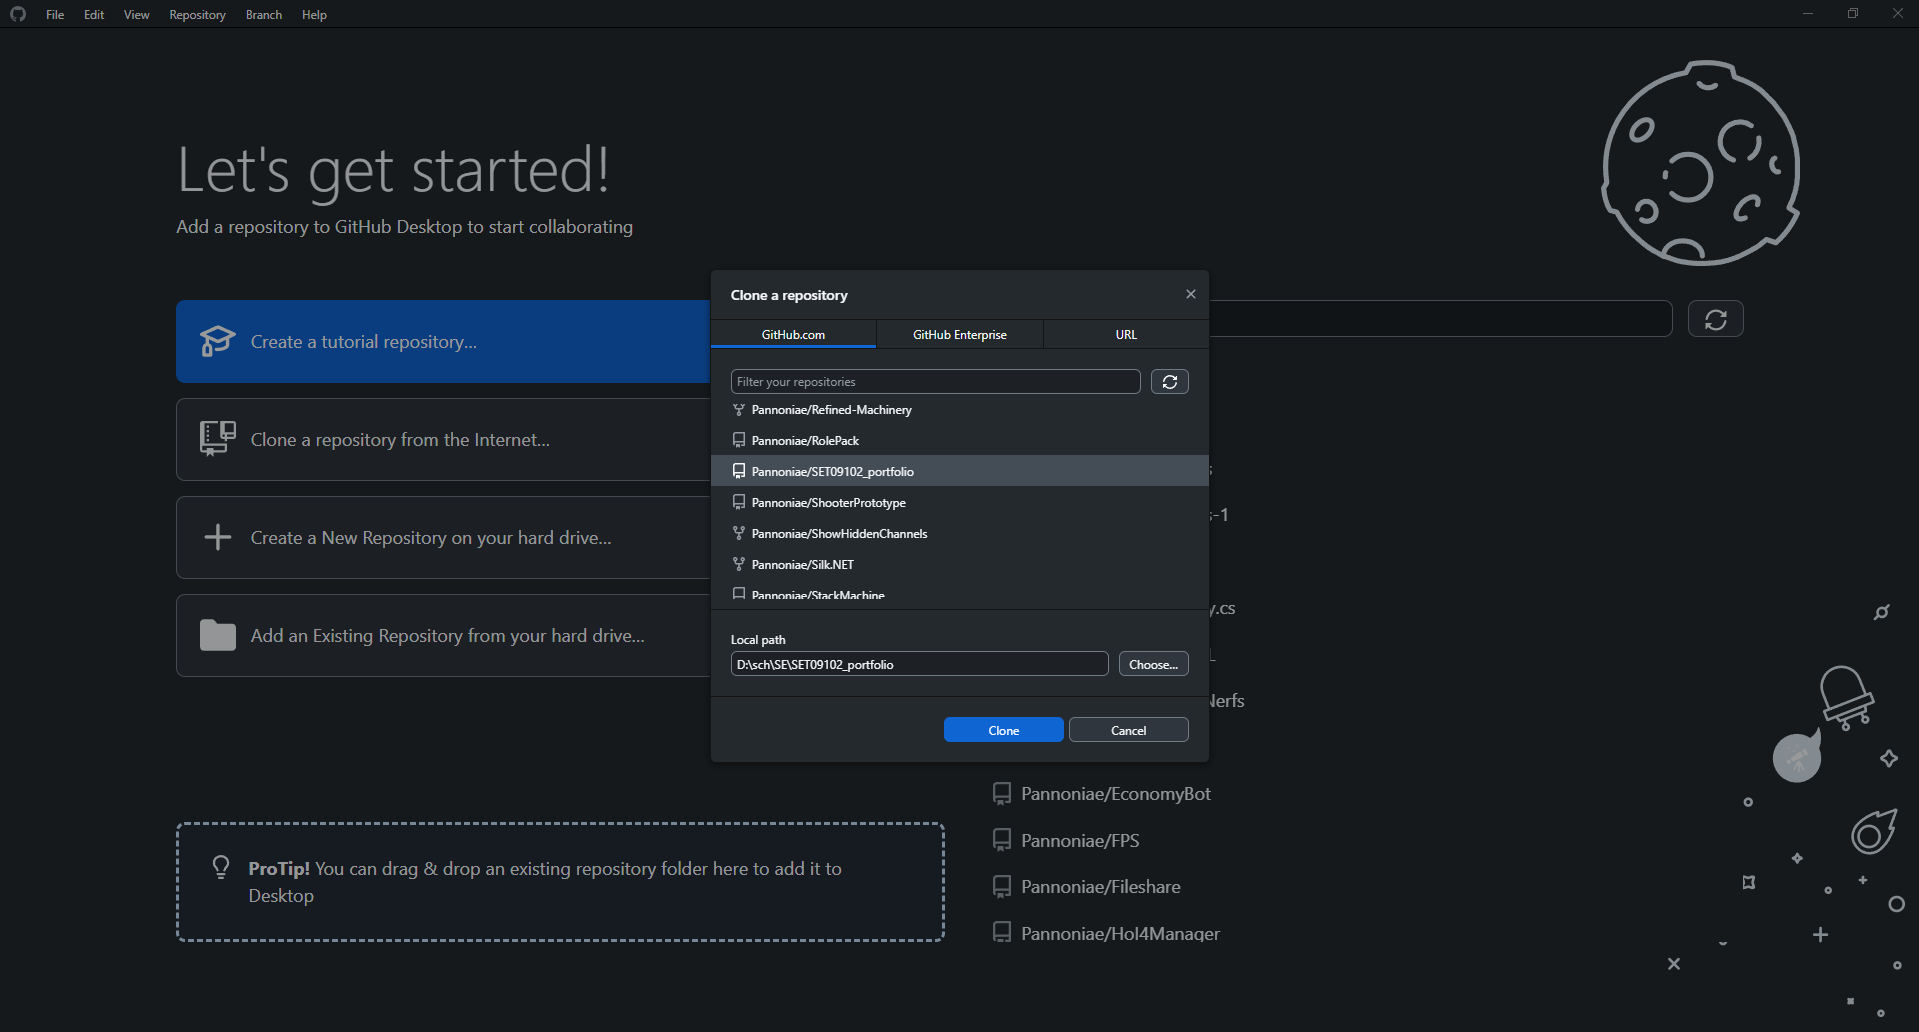 File Edit View Repository Branch Help
Let's get started!
Add a repository to GitHub Desktop to start collaborating
Create a tutorial repository...
Clone a repository from the Internet...
Create a New Repository on your hard drive...
Add an Existing Repository from your hard drive...
ProTip! You can drag & drop an existing repository folder here to add it to
Desktop
Clone a repository
GitHub.com GitHub Enterprise URL
Filter your repositories
Pannoniae/Refined-Machinery
Pannoniae/RolePack
Pannoniae/SET09102_portfolio
Pannoniae/ShooterPrototype
Pannoniae/ShowHiddenChannels
Pannoniae/Silk.NET
Pannoniae/StackMachine
Local path
D:\sch\SE\SET09102_portfolio Choose...
Clone Cancel
s-1
y.cs
L
Nerfs
Pannoniae/EconomyBot
Pannoniae/FPS
Pannoniae/Fileshare
Pannoniae/HoI4Manager